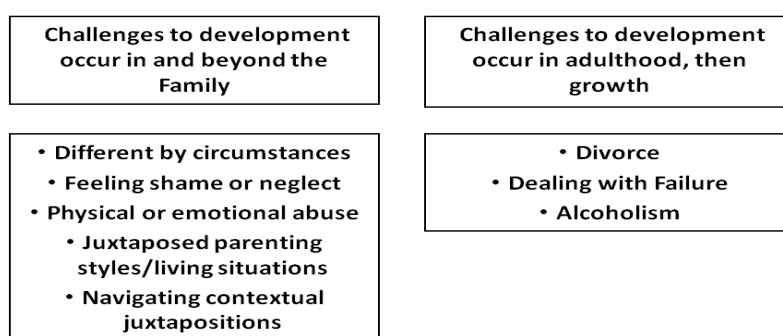 Challenges to development
occur in and beyond the
Family
• Different by circumstances
• Feeling shame or neglect
• Physical or emotional abuse
• Juxtaposed parenting
styles/living situations
• Navigating contextual
juxtapositions
Challenges to development
occur in adulthood, then
growth
• Divorce
• Dealing with Failure
• Alcoholism